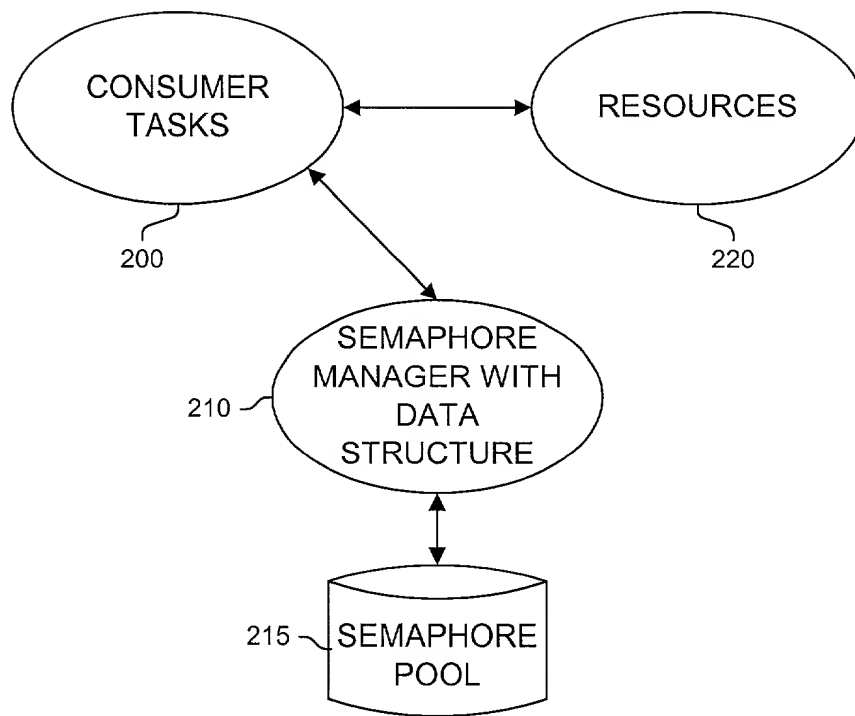 CONSUMER
TASKS
RESOURCES
200
220
SEMAPHORE
MANAGER WITH
DATA
STRUCTURE
210
215
SEMAPHORE
POOL